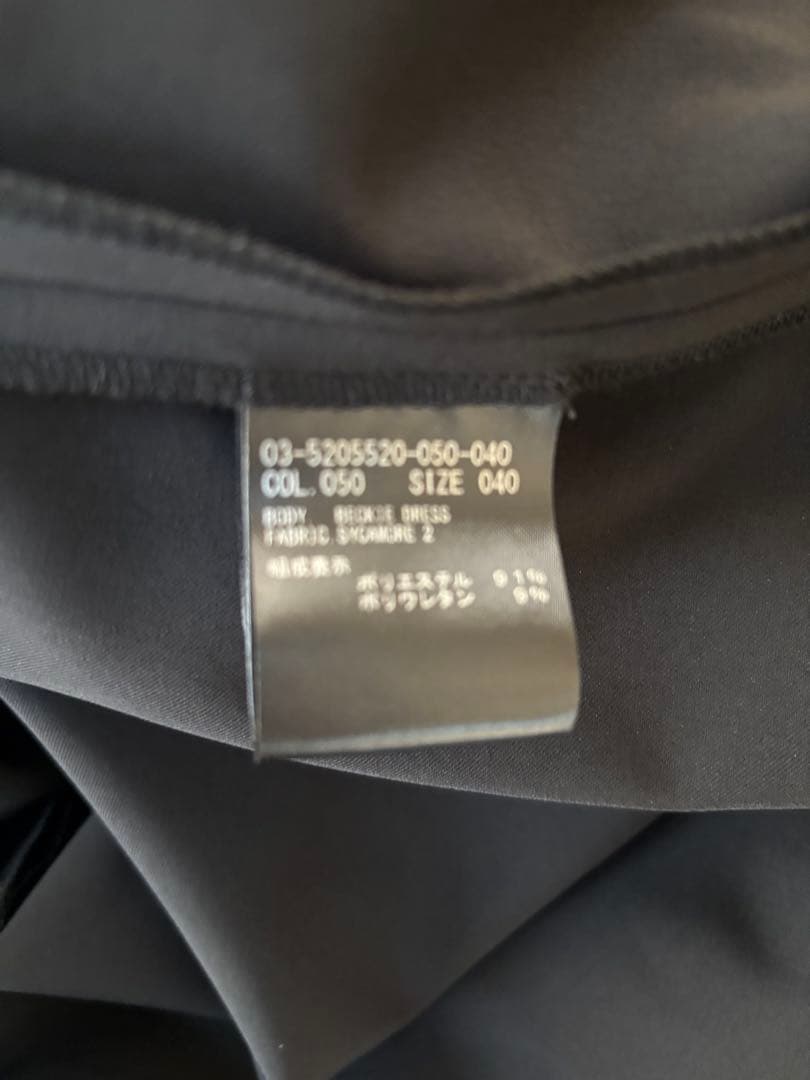 03-5205520-050-040
COL.050 SIZE 040
BODY. BECKIE DRESS
FABRIC.SYCAMORE 2
組成表示
ポリエステル 91%
ポリウレタン 9%